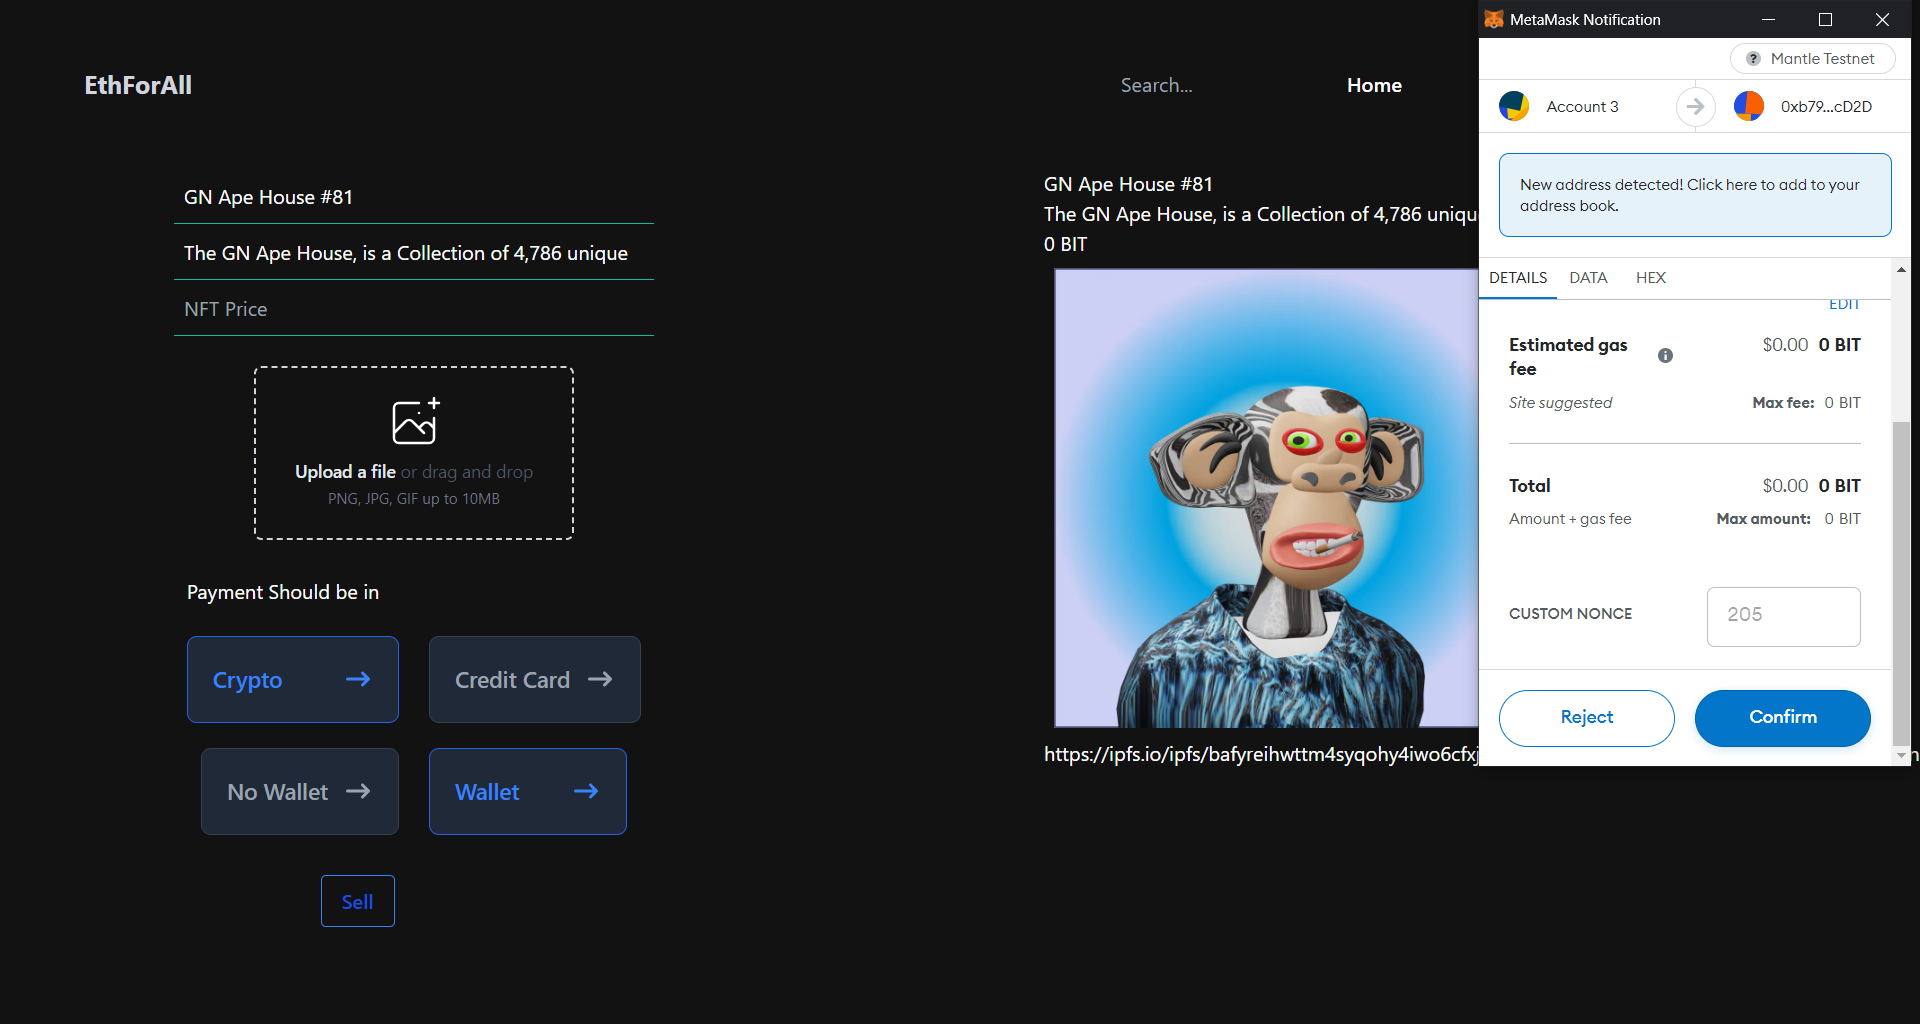 EthForAll
Search...
Home
GN Ape House #81
The GN Ape House, is a Collection of 4,786 unique
NFT Price
Upload a file or drag and drop
PNG, JPG, GIF up to 10MB
Payment Should be in
Crypto
Credit Card
No Wallet
Wallet
Sell
GN Ape House #81
The GN Ape House, is a Collection of 4,786 uniqu
0 BIT
https://ipfs.io/ipfs/bafyreihwttm4syqohy4iwo6cfxj
MetaMask Notification
Mantle Testnet
Account 3
0xb79...cD2D
New address detected! Click here to add to your
address book.
DETAILS DATA HEX
EDIT
Estimated gas $0.00 0 BIT
fee
Site suggested Max fee: 0 BIT
Total $0.00 0 BIT
Amount + gas fee Max amount: 0 BIT
CUSTOM NONCE 205
Reject Confirm